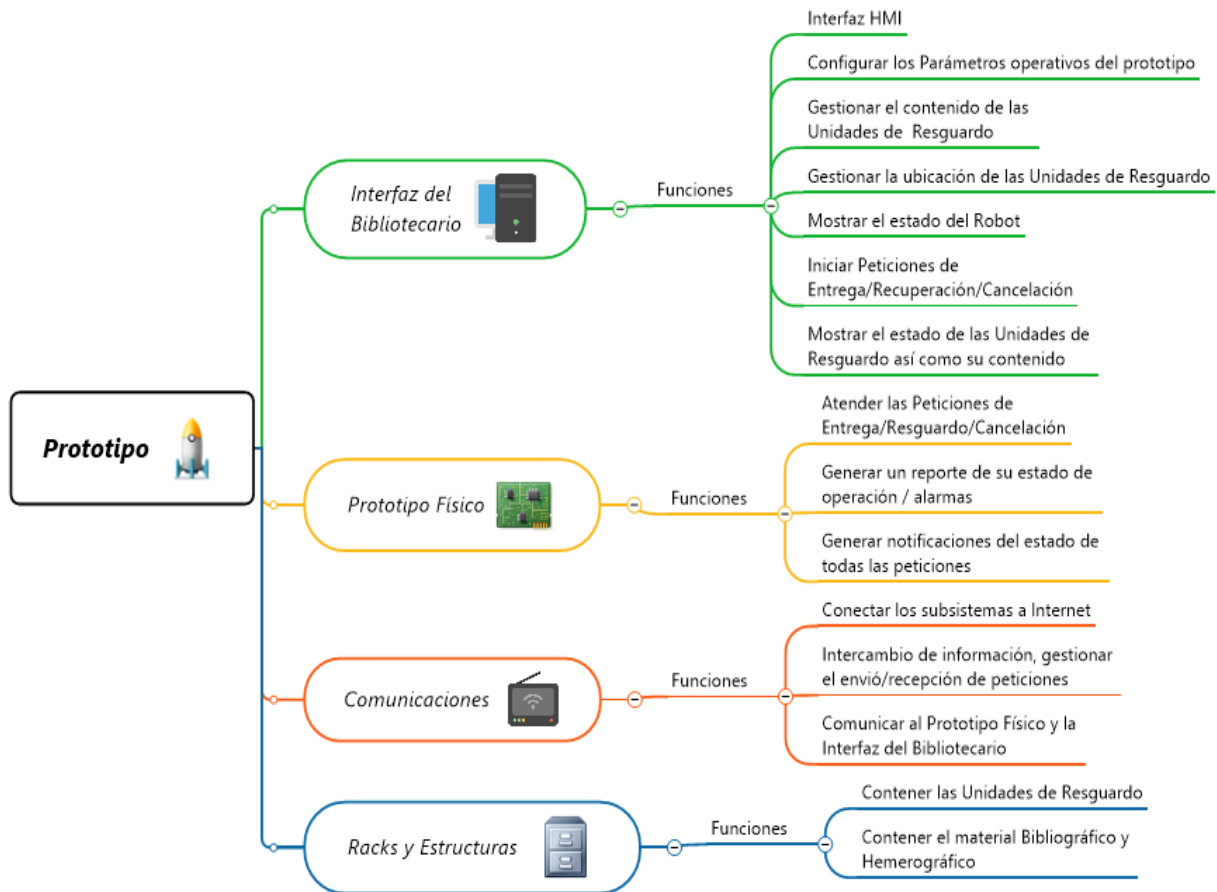 Prototipo
Interfaz del
Bibliotecario
Funciones
Interfaz HMI
Configurar los Parámetros operativos del prototipo
Gestionar el contenido de las
Unidades de Resguardo
Gestionar la ubicación de las Unidades de Resguardo
Mostrar el estado del Robot
Iniciar Peticiones de
Entrega/Recuperación/Cancelación
Mostrar el estado de las Unidades de
Resguardo así como su contenido
Prototipo Físico
Funciones
Atender las Peticiones de
Entrega/Resguardo/Cancelación
Generar un reporte de su estado de
operación / alarmas
Generar notificaciones del estado de
todas las peticiones
Comunicaciones
Funciones
Conectar los subsistemas a Internet
Intercambio de información, gestionar
el envió/recepción de peticiones
Comunicar al Prototipo Físico y la
Interfaz del Bibliotecario
Racks y Estructuras
Funciones
Contener las Unidades de Resguardo
Contener el material Bibliográfico y
Hemerográfico